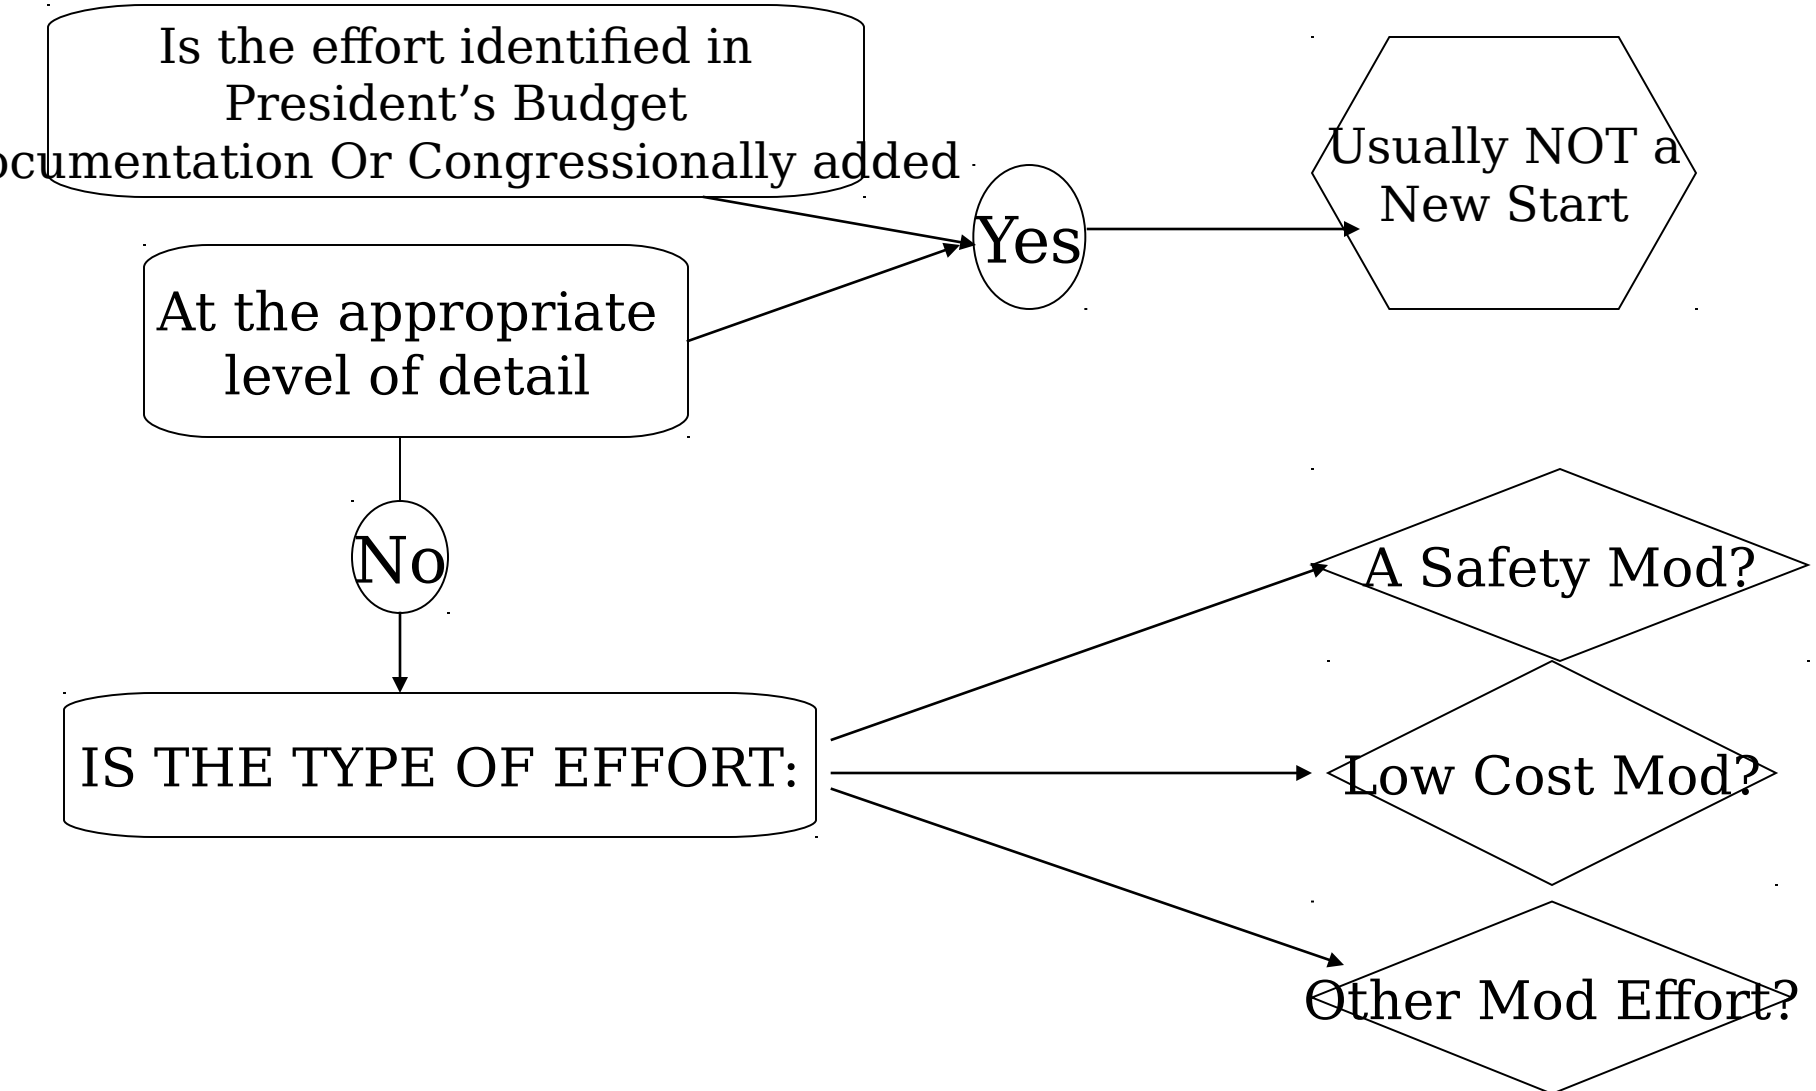 Is the effort identified in
President’s Budget
ocumentation Or Congressionally added
Usually NOT a
New Start
Yes
At the appropriate
level of detail
No
A Safety Mod?
IS THE TYPE OF EFFORT:
Low Cost Mod?
Other Mod Effort?